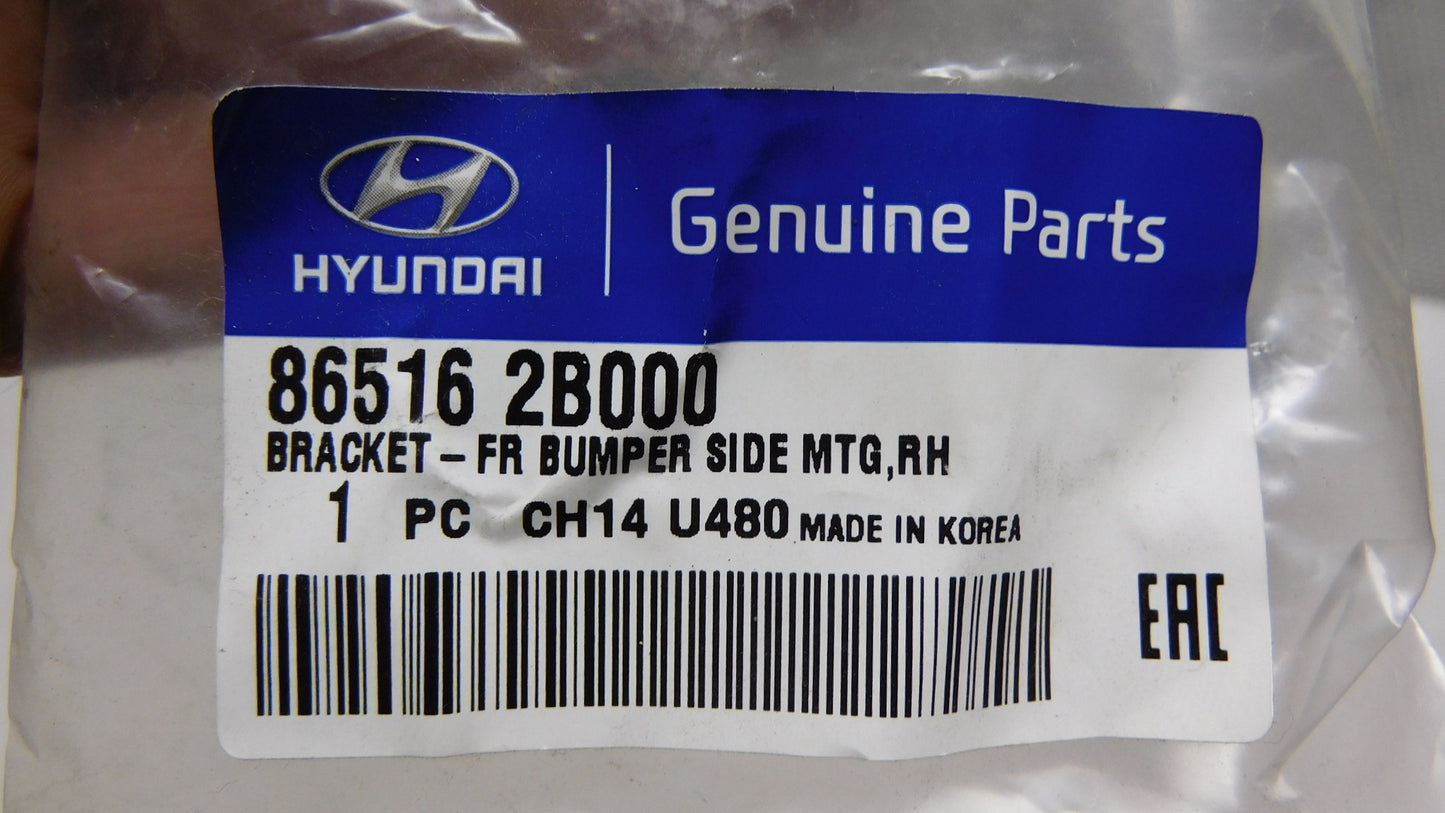 HYUNDAI
Genuine Parts
86516 2B000
BRACKET - FR BUMPER SIDE MTG,RH
1 PC CH14 U480 MADE IN KOREA
EAC